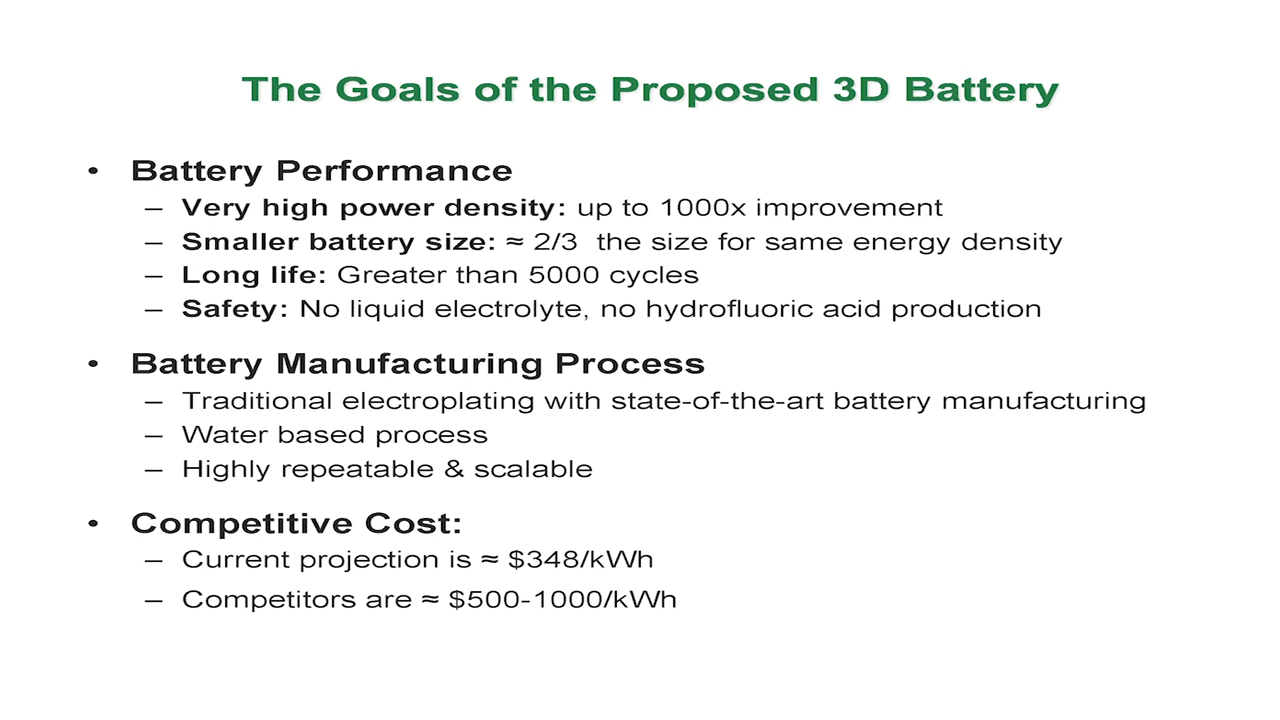 The Goals of the Proposed 3D Battery
• Battery Performance
– Very high power density: up to 1000x improvement
– Smaller battery size: ≈ 2/3  the size for same energy density
– Long life: Greater than 5000 cycles
– Safety: No liquid electrolyte, no hydrofluoric acid production
• Battery Manufacturing Process
– Traditional electroplating with state-of-the-art battery manufacturing
– Water based process
– Highly repeatable & scalable
• Competitive Cost:
– Current projection is ≈ $348/kWh
– Competitors are ≈ $500-1000/kWh